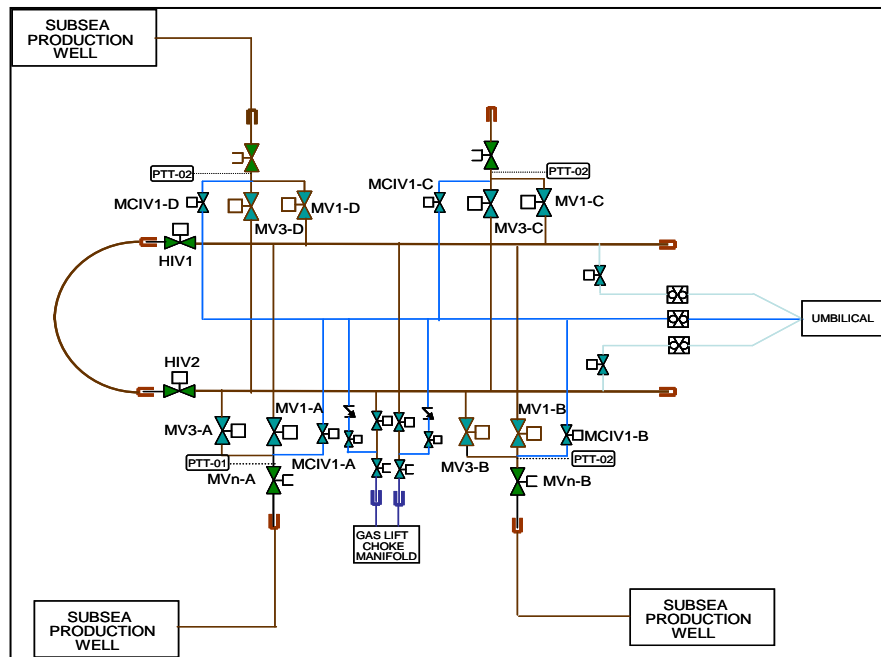 SUBSEA
PRODUCTION
WELL
PTT-02
PTT-02
MCIV1-D
MV1-D
MCIV1-C
MV1-C
MV3-D
MV3-C
HIV1
UMBILICAL
HIV2
MV1-A
MV1-B
MV3-A
MCIV1-B
PTT-01
MCIV1-A
MV3-B
PTT-02
MVn-A
MVn-B
GAS LIFT
CHOKE
MANIFOLD
SUBSEA
PRODUCTION
WELL
SUBSEA
PRODUCTION
WELL